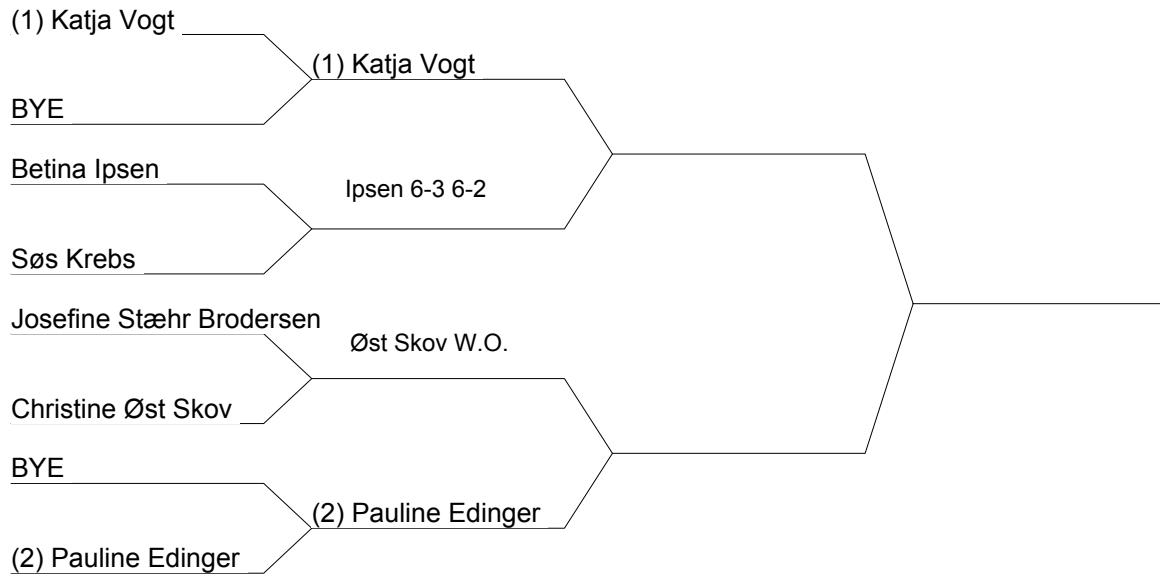 (1) Katja Vogt
(1) Katja Vogt
BYE
Betina Ipsen
Ipsen 6-3 6-2
Søs Krebs
Josefine Stæhr Brodersen
Øst Skov W.O.
Christine Øst Skov
BYE
(2) Pauline Edinger
(2) Pauline Edinger